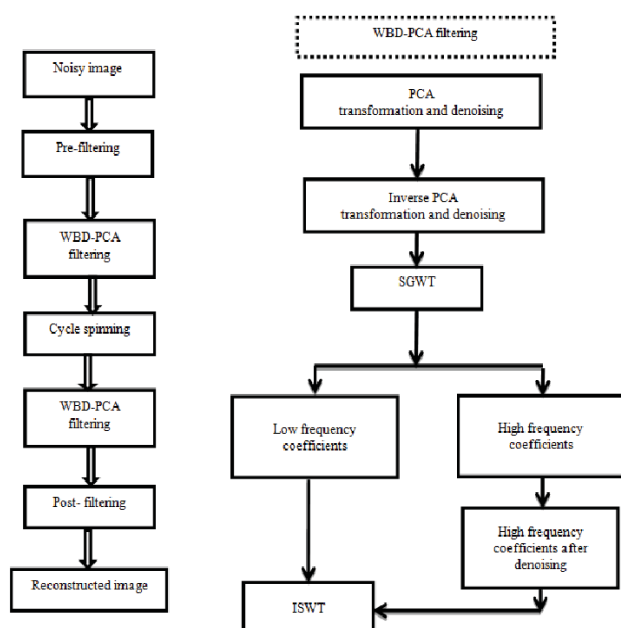 Noisy image
Pre-filtering
WBD-PCA
filtering
Cycle spinning
WBD-PCA
filtering
Post- filtering
Reconstructed image
WBD-PCA filtering
PCA
transformation and denoising
Inverse PCA
transformation and denoising
SGWT
Low frequency
coefficients
High frequency
coefficients
High frequency
coefficients after
denoising
ISWT